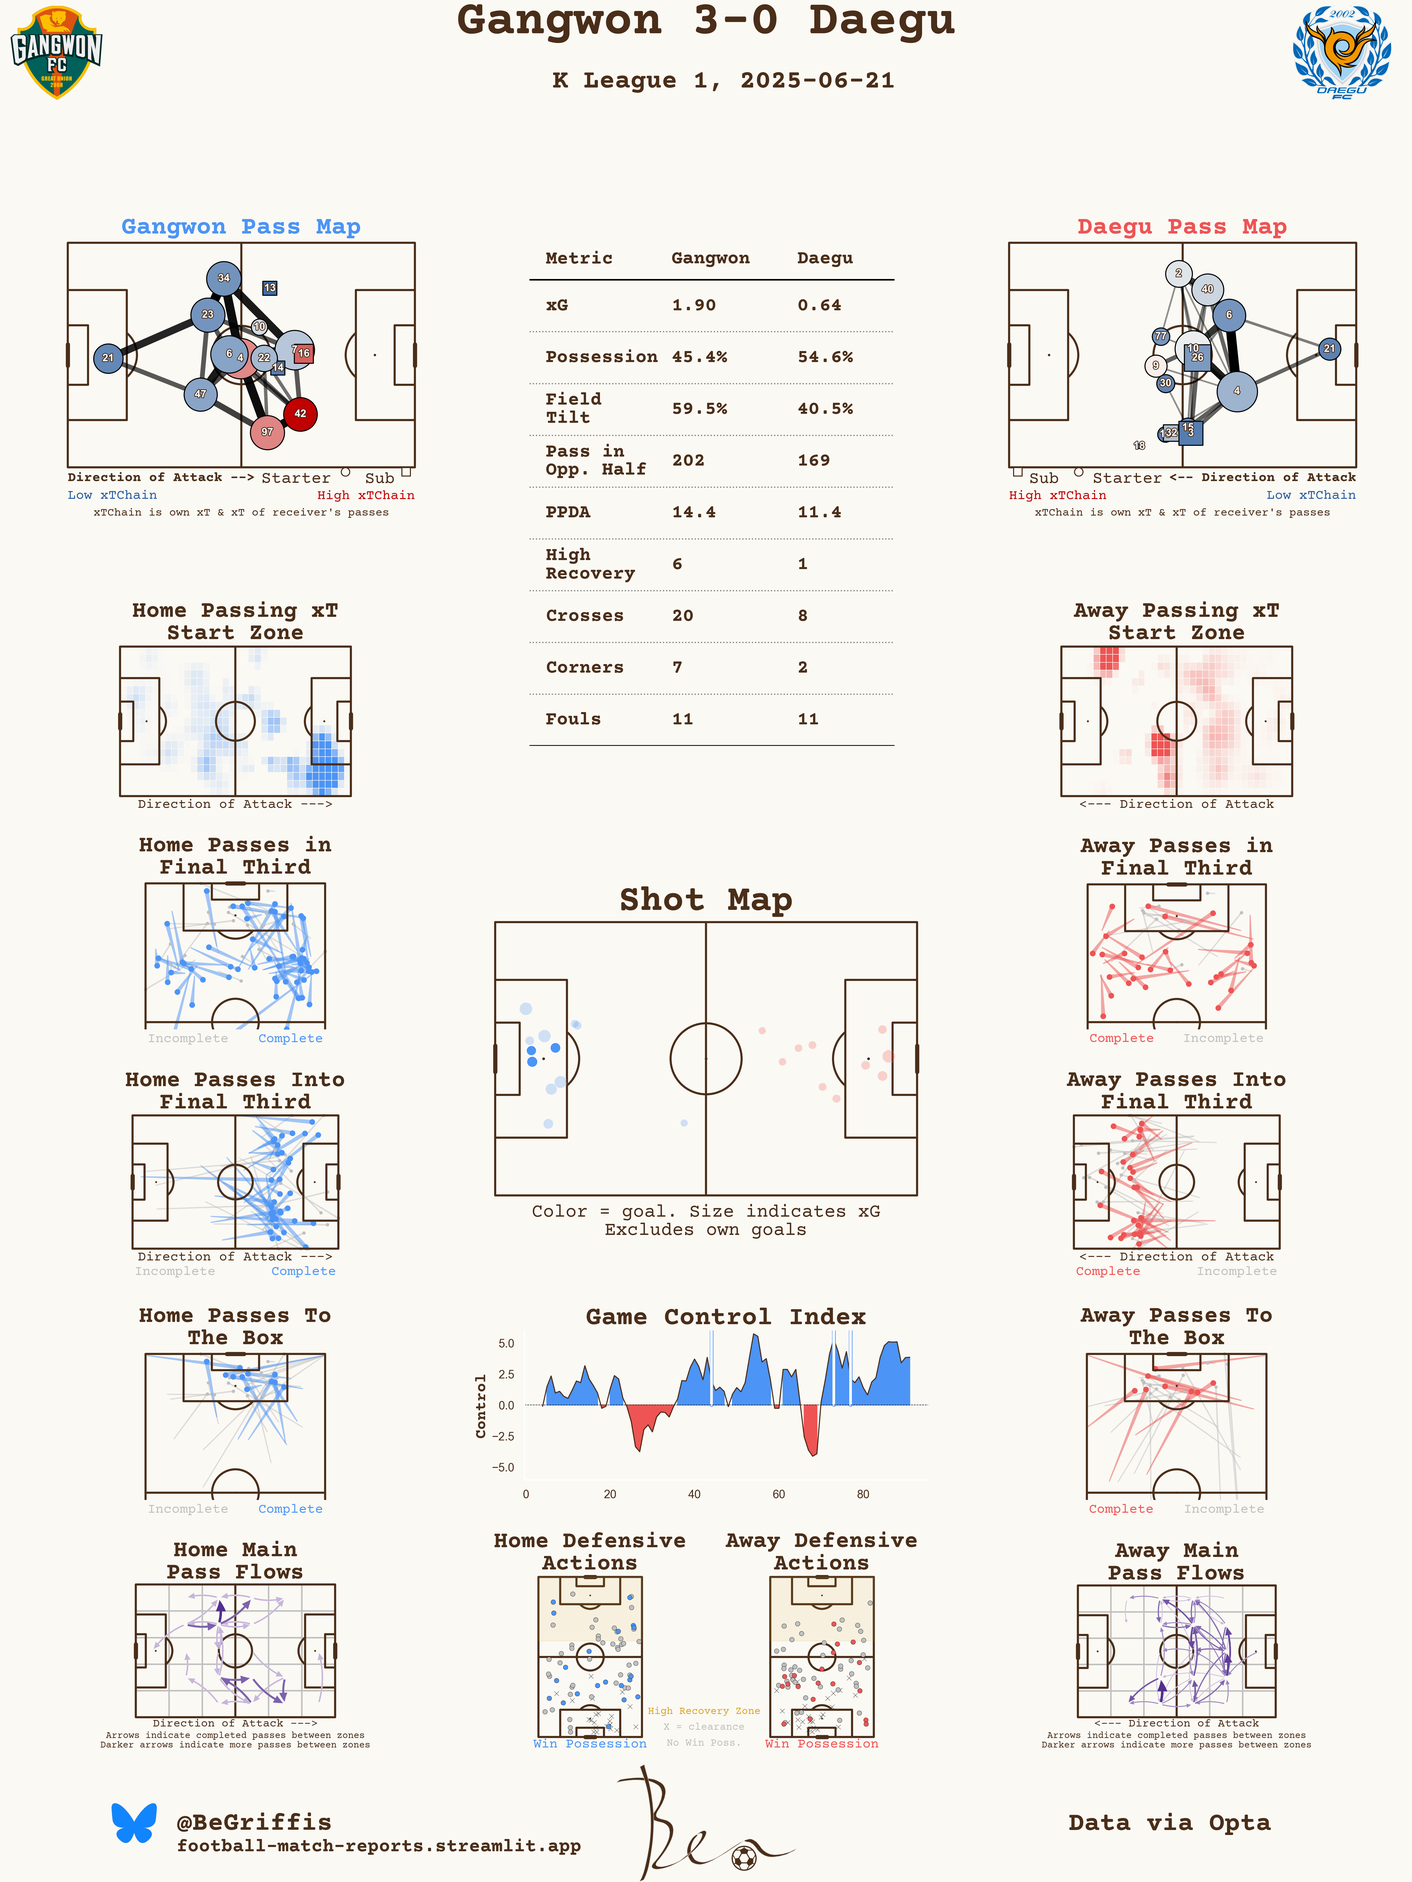 Gangwon 3-0 Daegu
K League 1, 2025-06-21
GANGWON
FC
GREAT UNION
2008
2002
DAEGU
FC
Gangwon Pass Map
34
13
23
10
6
4
22
7
16
21
14
47
42
97
Direction of Attack --> Starter Sub
Low xTChain High xTChain
xTChain is own xT & xT of receiver's passes
Metric Gangwon Daegu
xG 1.90 0.64
Possession 45.4% 54.6%
Field
Tilt 59.5% 40.5%
Pass in
Opp. Half 202 169
PPDA 14.4 11.4
High
Recovery 6 1
Crosses 20 8
Corners 7 2
Fouls 11 11
Daegu Pass Map
2
40
6
77
10
26
21
9
30
4
32
3
18
Sub Starter <-- Direction of Attack
High xTChain Low xTChain
xTChain is own xT & xT of receiver's passes
Home Passing xT
Start Zone
Direction of Attack --->
Away Passing xT
Start Zone
<--- Direction of Attack
Home Passes in
Final Third
Incomplete Complete
Away Passes in
Final Third
Complete Incomplete
Shot Map
Color = goal. Size indicates xG
Excludes own goals
Home Passes Into
Final Third
Direction of Attack --->
Incomplete Complete
Away Passes Into
Final Third
<--- Direction of Attack
Complete Incomplete
Home Passes To
The Box
Incomplete Complete
Game Control Index
Control
5.0
2.5
0.0
−2.5
−5.0
0 20 40 60 80
Away Passes To
The Box
Complete Incomplete
Home Main
Pass Flows
Direction of Attack --->
Arrows indicate completed passes between zones
Darker arrows indicate more passes between zones
Home Defensive
Actions
Win Possession
High Recovery Zone
X = clearance
No Win Poss.
Away Defensive
Actions
Win Possession
Away Main
Pass Flows
<--- Direction of Attack
Arrows indicate completed passes between zones
Darker arrows indicate more passes between zones
@BeGriffis
football-match-reports.streamlit.app
Ben
Data via Opta